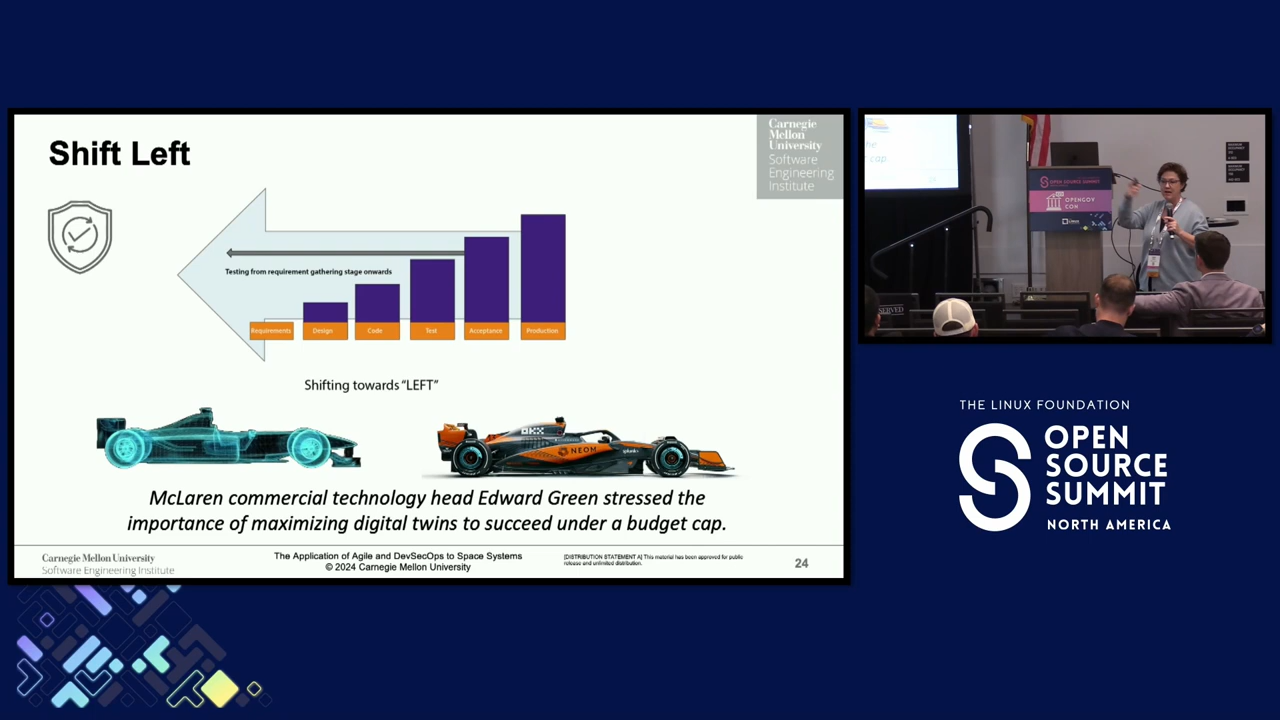 Shift Left
Carnegie
Mellon
University
Software
Engineering
Institute
Testing from requirement gathering stage onwards
Requirements
Design
Code
Test
Acceptance
Production
Shifting towards “LEFT”
NEOM
splunk>
McLaren commercial technology head Edward Green stressed the
importance of maximizing digital twins to succeed under a budget cap.
Carnegie Mellon University
Software Engineering Institute
The Application of Agile and DevSecOps to Space Systems
© 2024 Carnegie Mellon University
[DISTRIBUTION STATEMENT A] This material has been approved for public
release and unlimited distribution.
24
cap
OPEN SOURCE SUMMIT
OPENGOV
CON
THE LINUX FOUNDATION
OPEN
SOURCE
SUMMIT
NORTH AMERICA